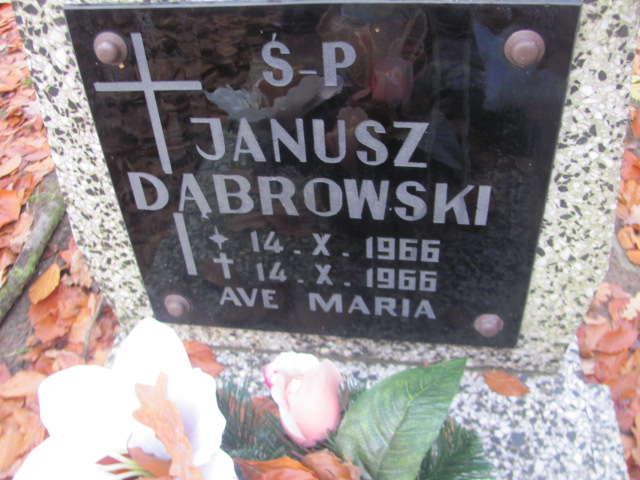 Ś-P
JANUSZ
DĄBROWSKI
14.X.1966
✝ 14.X.1966
AVE MARIA